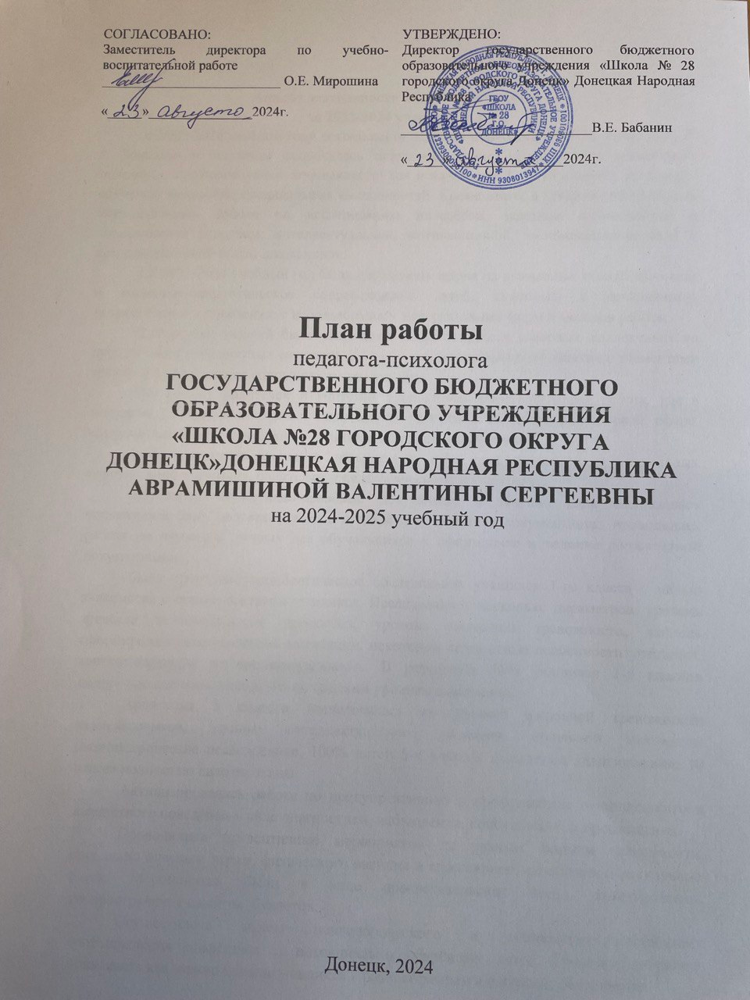 СОГЛАСОВАНО:
Заместитель директора по учебно-
воспитательной работе
О.Е. Мирошина
«23» августа 2024г.
УТВЕРЖДЕНО:
Директор государственного бюджетного
образовательного учреждения «Школа № 28
городского округа Донецк» Донецкая Народная
Республика
В.Е. Бабанин
«23» августа 2024г.
ГБОУ
«ШКОЛА
№ 28
Г.О.
ДОНЕЦК»
ИНН 9308013947
План работы
педагога-психолога
ГОСУДАРСТВЕННОГО БЮДЖЕТНОГО
ОБРАЗОВАТЕЛЬНОГО УЧРЕЖДЕНИЯ
«ШКОЛА №28 ГОРОДСКОГО ОКРУГА
ДОНЕЦК»ДОНЕЦКАЯ НАРОДНАЯ РЕСПУБЛИКА
АВРАМИШИНОЙ ВАЛЕНТИНЫ СЕРГЕЕВНЫ
на 2024-2025 учебный год
Донецк, 2024